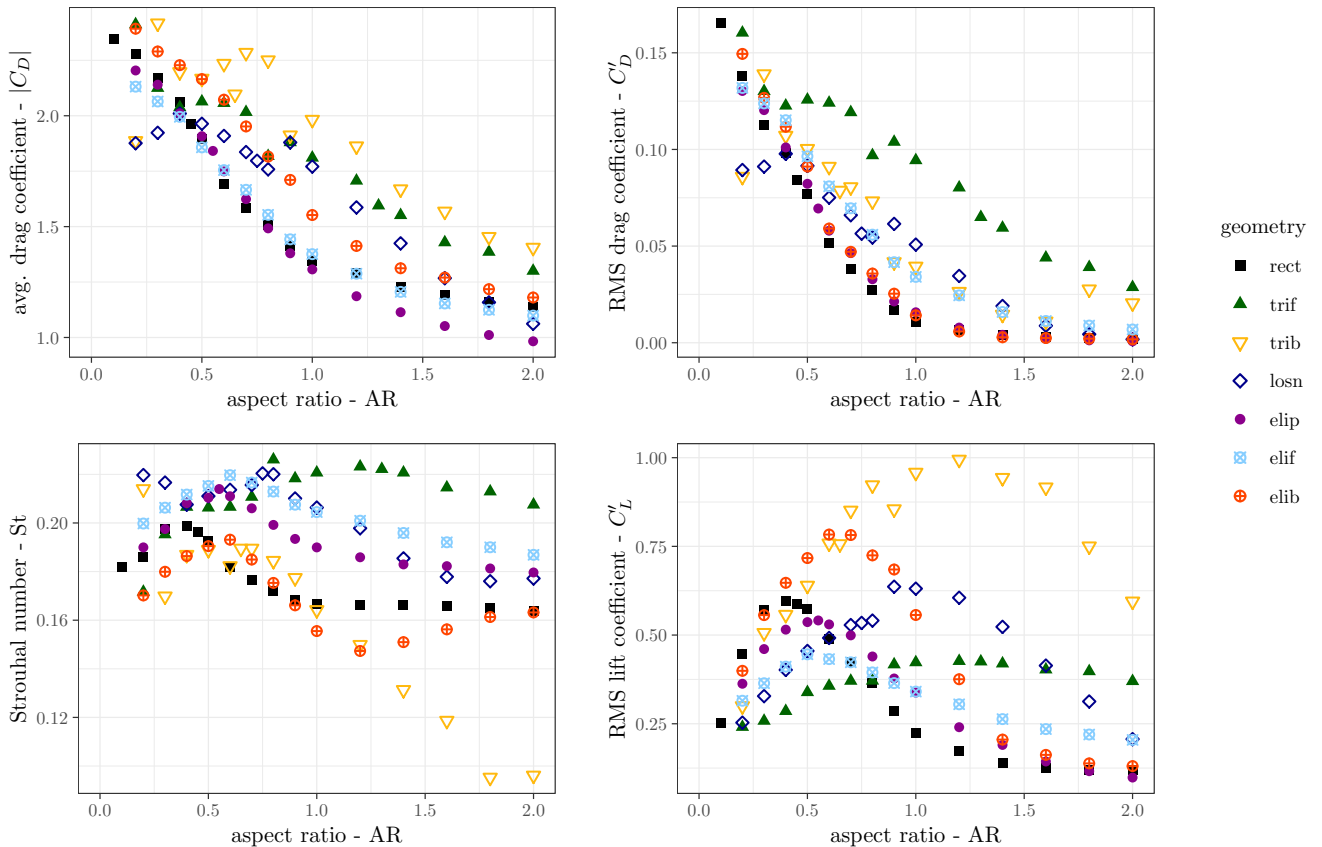 avg. drag coefficient - |C_D|
2.0
1.5
1.0
0.0 0.5 1.0 1.5 2.0
aspect ratio - AR
RMS drag coefficient - C′_D
0.15
0.10
0.05
0.00
0.0 0.5 1.0 1.5 2.0
aspect ratio - AR
Strouhal number - St
0.20
0.16
0.12
0.0 0.5 1.0 1.5 2.0
aspect ratio - AR
RMS lift coefficient - C′_L
1.00
0.75
0.50
0.25
0.0 0.5 1.0 1.5 2.0
aspect ratio - AR
geometry
rect
trif
trib
losn
elip
elif
elib